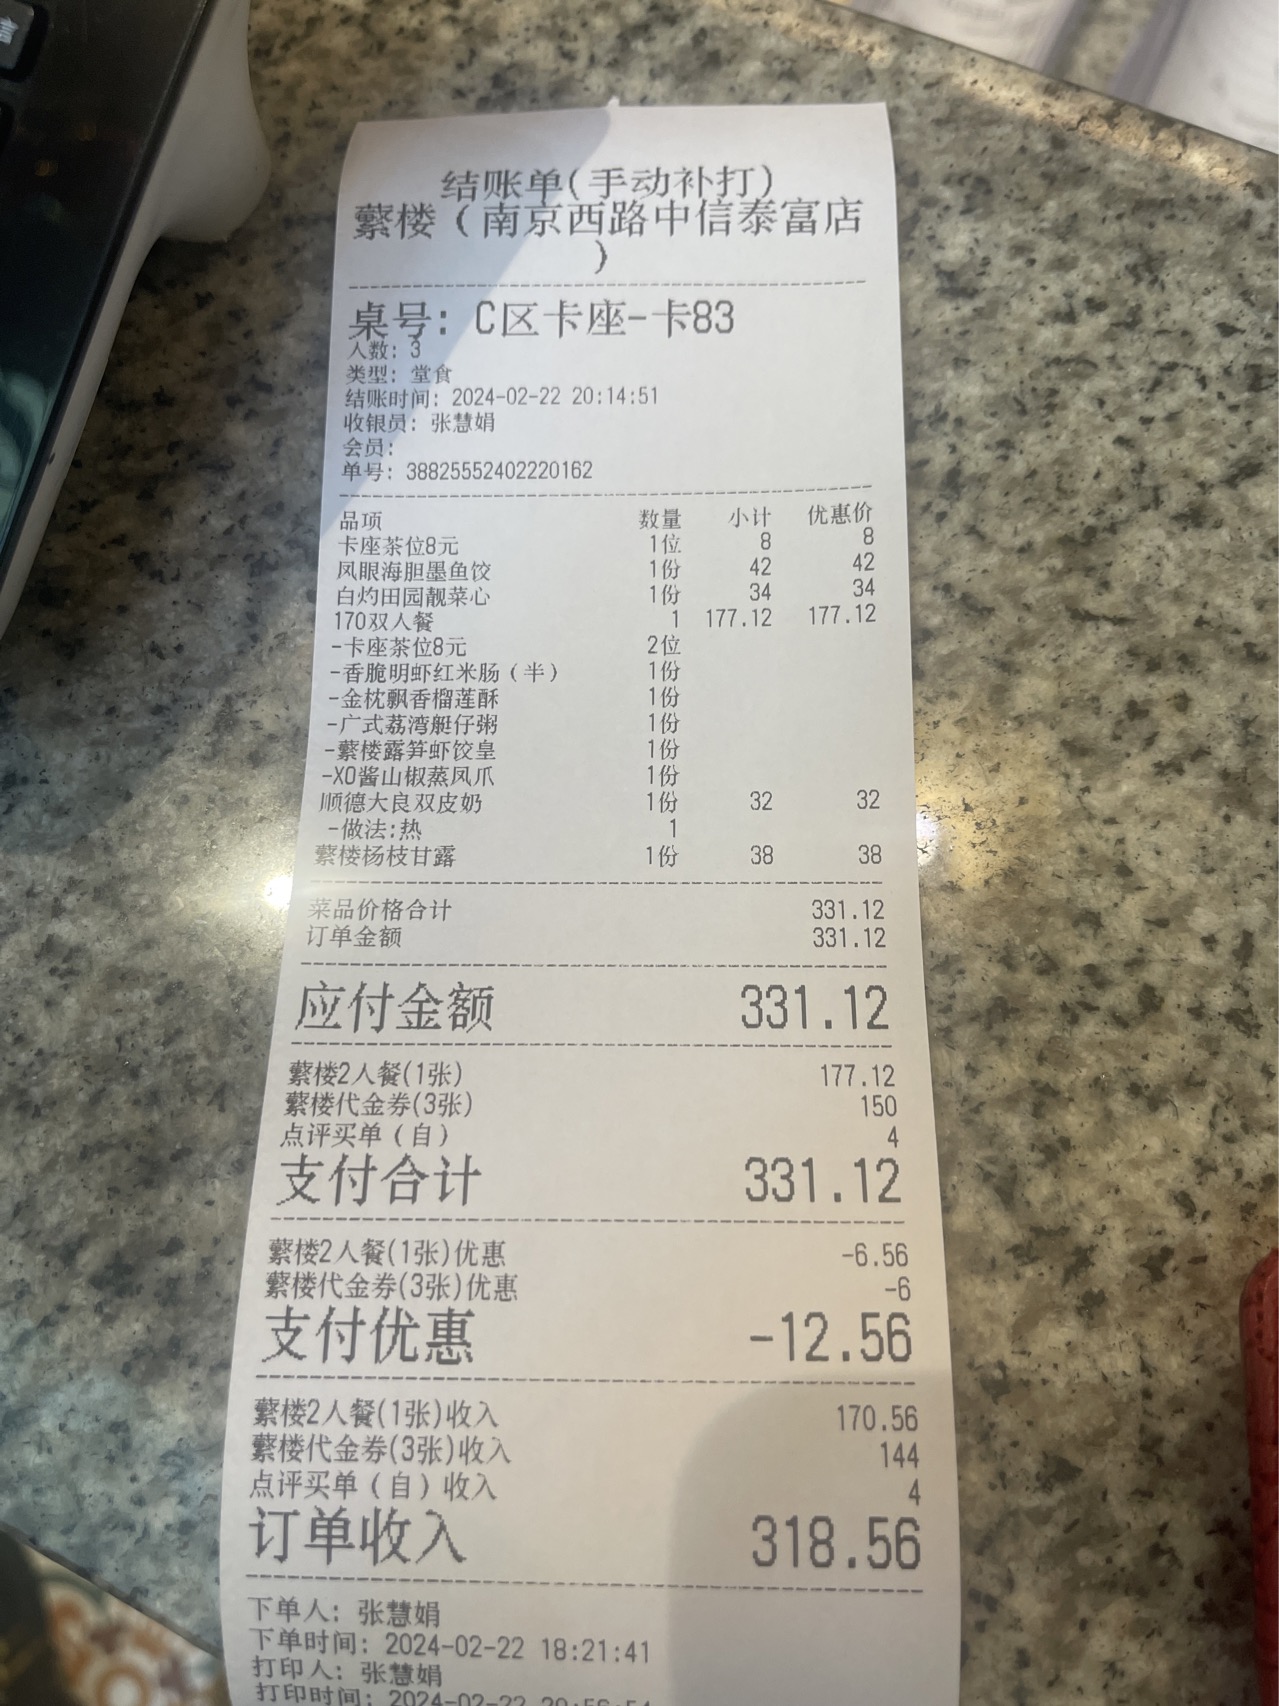 结账单(手动补打)
蘩楼（南京西路中信泰富店
）
桌号: C区卡座-卡83
人数: 3
类型: 堂食
结账时间: 2024-02-22 20:14:51
收银员: 张慧娟
会员:
单号: 38825552402220162
品项 数量 小计 优惠价
卡座茶位8元 1位 8 8
凤眼海胆墨鱼饺 1份 42 42
白灼田园靓菜心 1份 34 34
170双人餐 1 177.12 177.12
-卡座茶位8元 2位
-香脆明虾红米肠（半） 1份
-金枕飘香榴莲酥 1份
-广式荔湾艇仔粥 1份
-蘩楼露笋虾饺皇 1份
-XO酱山椒蒸凤爪 1份
顺德大良双皮奶 1份 32 32
-做法:热 1
蘩楼杨枝甘露 1份 38 38
菜品价格合计 331.12
订单金额 331.12
应付金额 331.12
蘩楼2人餐(1张) 177.12
蘩楼代金券(3张) 150
点评买单（自） 4
支付合计 331.12
蘩楼2人餐(1张)优惠 -6.56
蘩楼代金券(3张)优惠 -6
支付优惠 -12.56
蘩楼2人餐(1张)收入 170.56
蘩楼代金券(3张)收入 144
点评买单（自）收入 4
订单收入 318.56
下单人: 张慧娟
下单时间: 2024-02-22 18:21:41
打印人: 张慧娟
打印时间: 2024-02-22